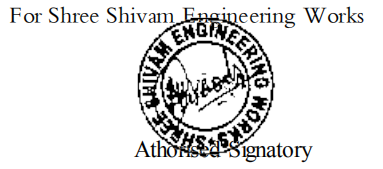 For Shree Shivam Engineering Works
SHREE SHIVAM ENGINEERING WORKS
Athorised Signatory